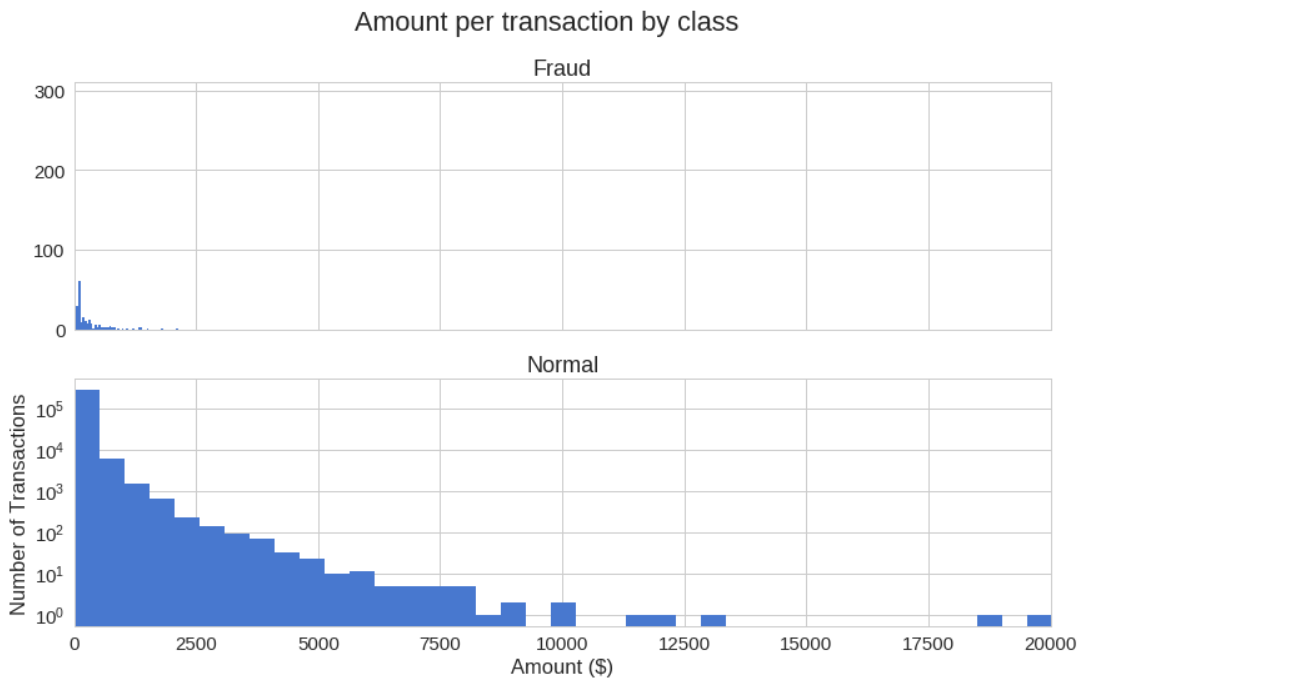 Amount per transaction by class
Fraud
300
200
100
0
Normal
Number of Transactions
10⁵
10⁴
10³
10²
10¹
10⁰
0 2500 5000 7500 10000 12500 15000 17500 20000
Amount ($)